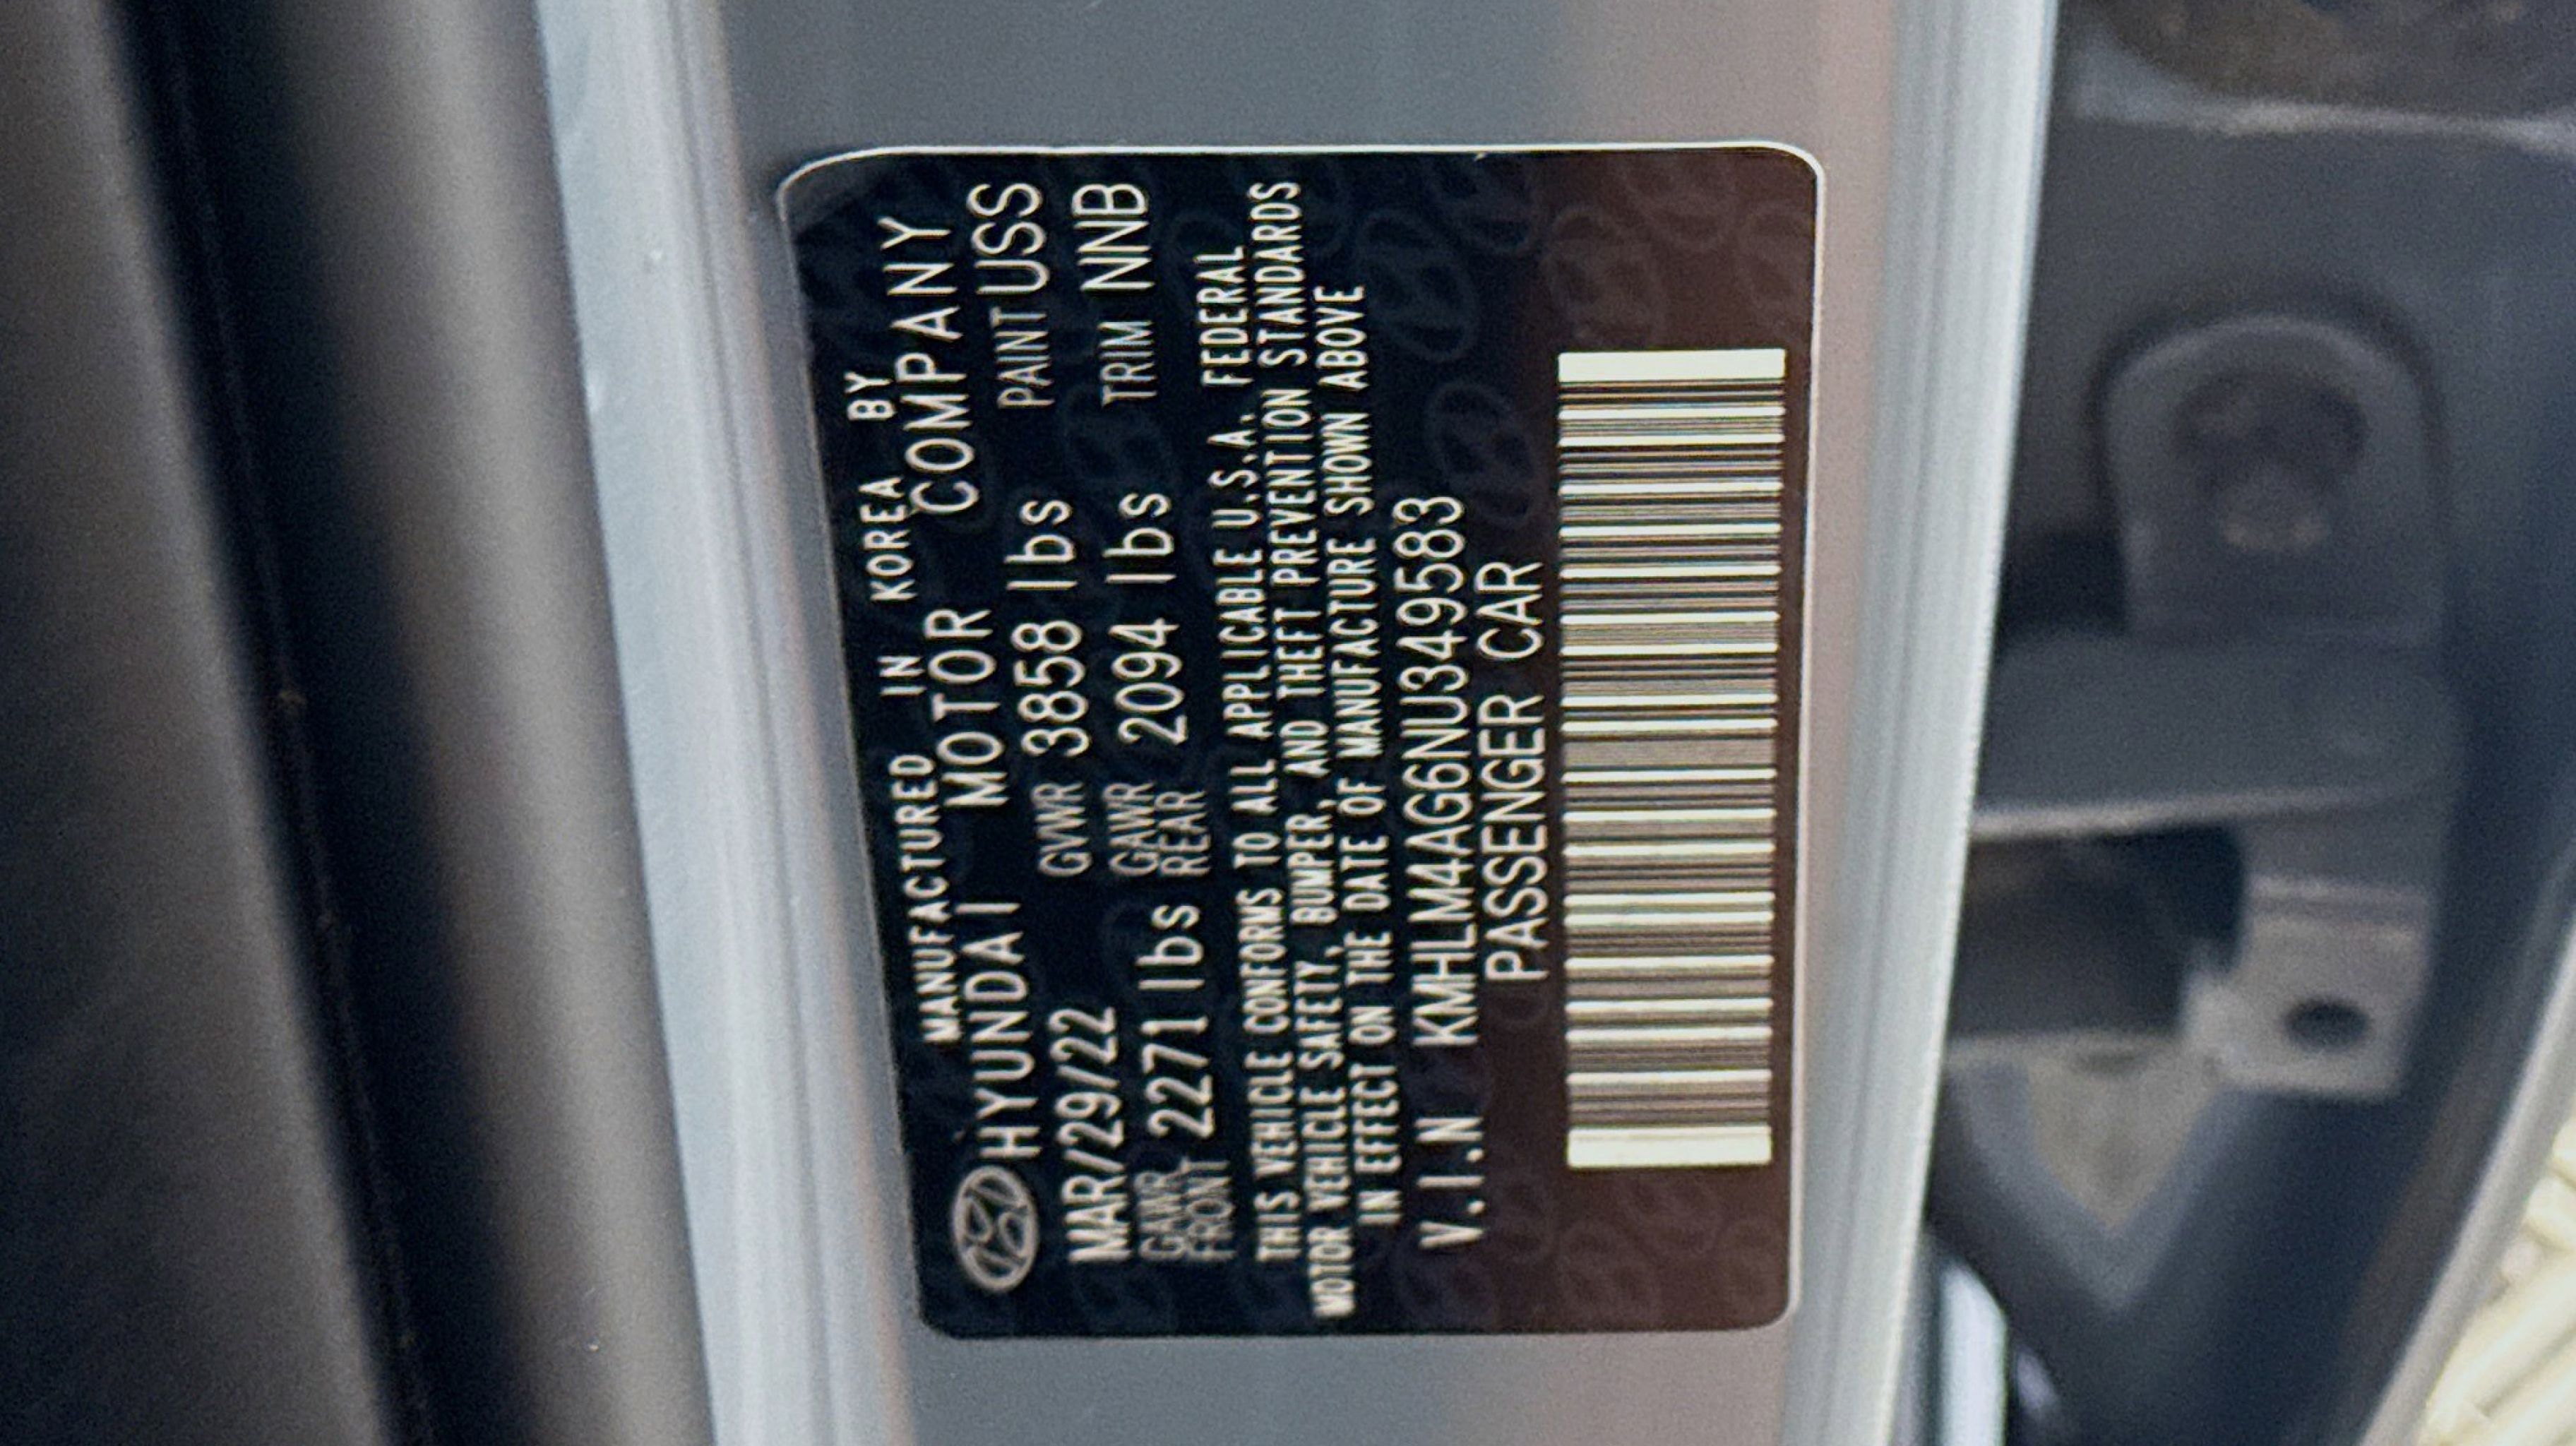 MANUFACTURED IN KOREA BY
HYUNDAI MOTOR COMPANY
MAR/29/22 GVWR 3858 lbs PAINT USS
GAWR FRONT 2271 lbs GAWR REAR 2094 lbs TRIM NNB
THIS VEHICLE CONFORMS TO ALL APPLICABLE U.S.A. FEDERAL
MOTOR VEHICLE SAFETY, BUMPER, AND THEFT PREVENTION STANDARDS
IN EFFECT ON THE DATE OF MANUFACTURE SHOWN ABOVE
V.I.N KMHLM4AG6NU349583
PASSENGER CAR